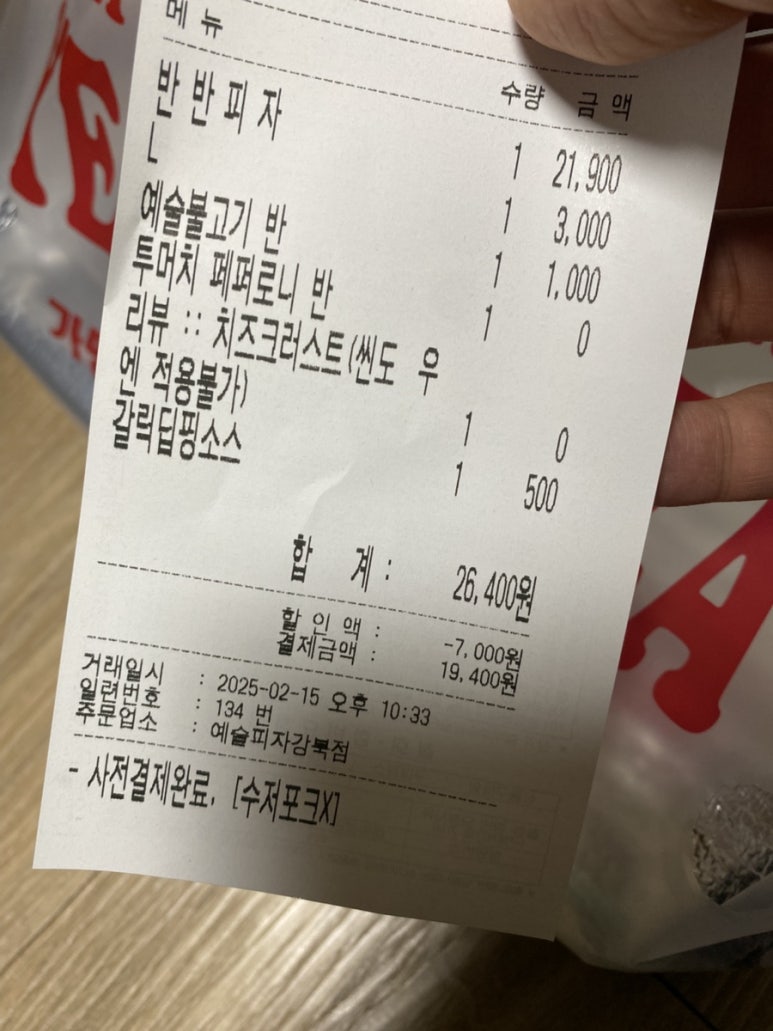 메 뉴
수량 금 액
반 반 피 자 1 21,900
L 1 3,000
예술불고기 반 1 1,000
투머치 페퍼로니 반 1 0
리뷰 :: 치즈크러스트(씬도 우
엔 적용불가) 1 0
갈릭딥핑소스 1 500
합 계 : 26,400원
할 인 액 : -7,000원
결제금액 : 19,400원
거래일시 : 2025-02-15 오후 10:33
일련번호 : 134 번
주문업소 : 예술피자강북점
- 사전결제완료, [수저포크X]
A